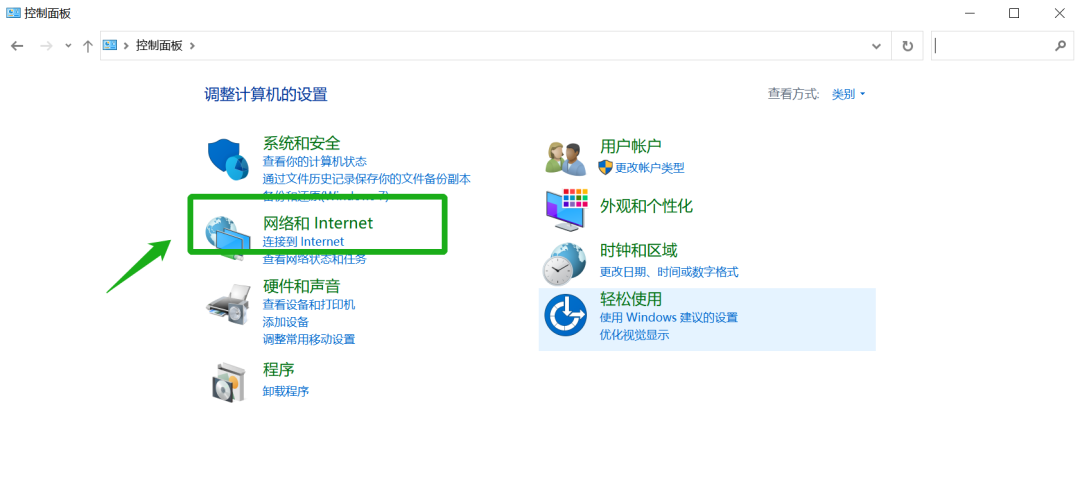 控制面板
控制面板
调整计算机的设置
查看方式: 类别
系统和安全
查看你的计算机状态
通过文件历史记录保存你的文件备份副本
备份和还原(Windows 7)
网络和 Internet
连接到 Internet
查看网络状态和任务
硬件和声音
查看设备和打印机
添加设备
调整常用移动设置
程序
卸载程序
用户帐户
更改帐户类型
外观和个性化
时钟和区域
更改日期、时间或数字格式
轻松使用
使用 Windows 建议的设置
优化视觉显示